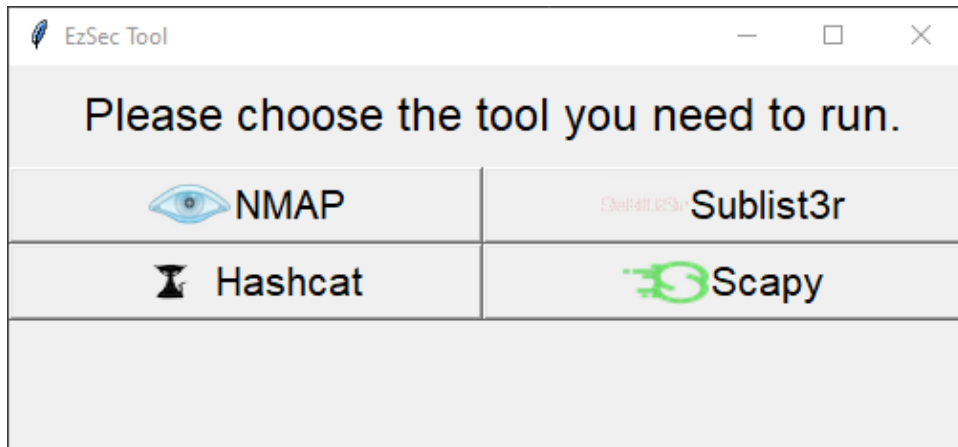 EzSec Tool
Please choose the tool you need to run.
NMAP
Sublist3r
Hashcat
Scapy